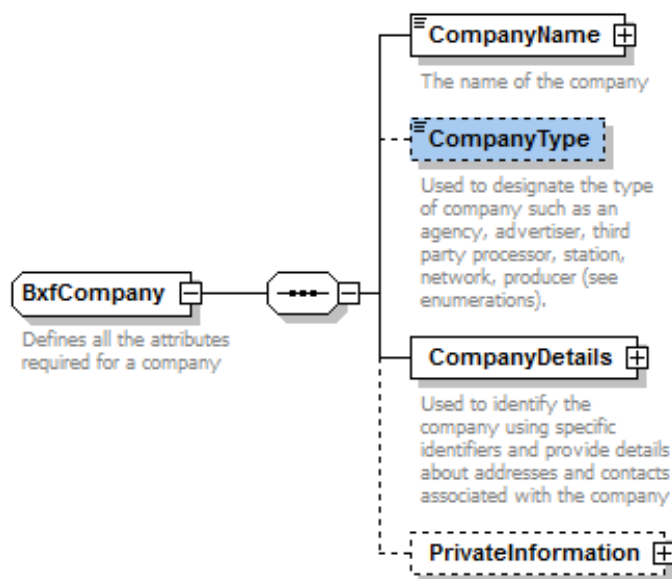 CompanyName
The name of the company
CompanyType
Used to designate the type
of company such as an
agency, advertiser, third
party processor, station,
network, producer (see
enumerations).
BxfCompany
Defines all the attributes
required for a company
CompanyDetails
Used to identify the
company using specific
identifiers and provide details
about addresses and contacts
associated with the company
PrivateInformation